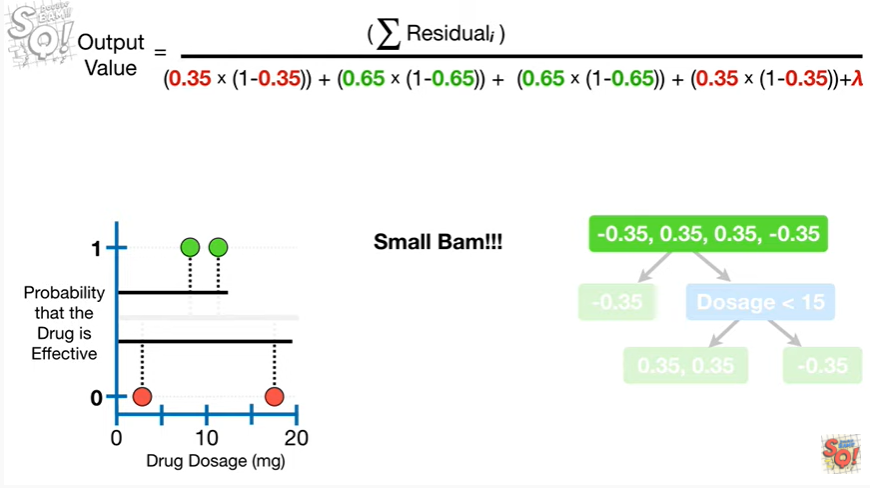 Output Value = (∑ Residualᵢ)
(0.35 × (1-0.35)) + (0.65 × (1-0.65)) + (0.65 × (1-0.65)) + (0.35 × (1-0.35))+λ
Small Bam!!!
-0.35, 0.35, 0.35, -0.35
-0.35
Dosage < 15
0.35, 0.35
-0.35
Probability
that the
Drug is
Effective
1
0
0
10
20
Drug Dosage (mg)
SQ!